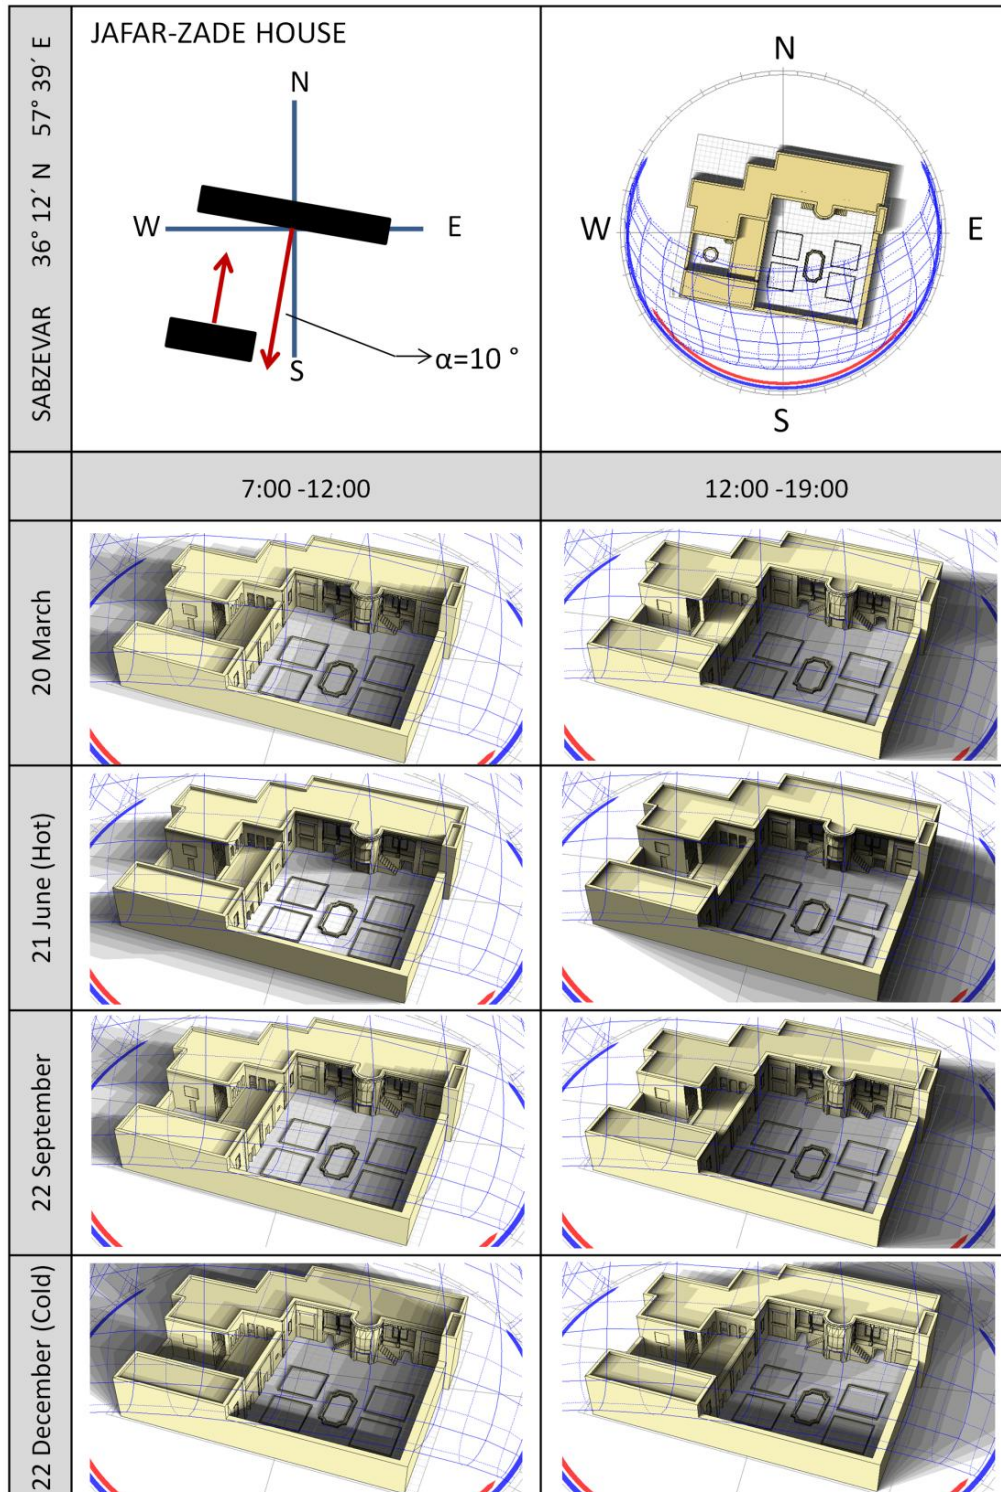 SABZEVAR 36° 12′ N 57° 39′ E
JAFAR-ZADE HOUSE
N
W
E
S
α=10 °
N
W
E
S
7:00 -12:00
12:00 -19:00
20 March
21 June (Hot)
22 September
22 December (Cold)